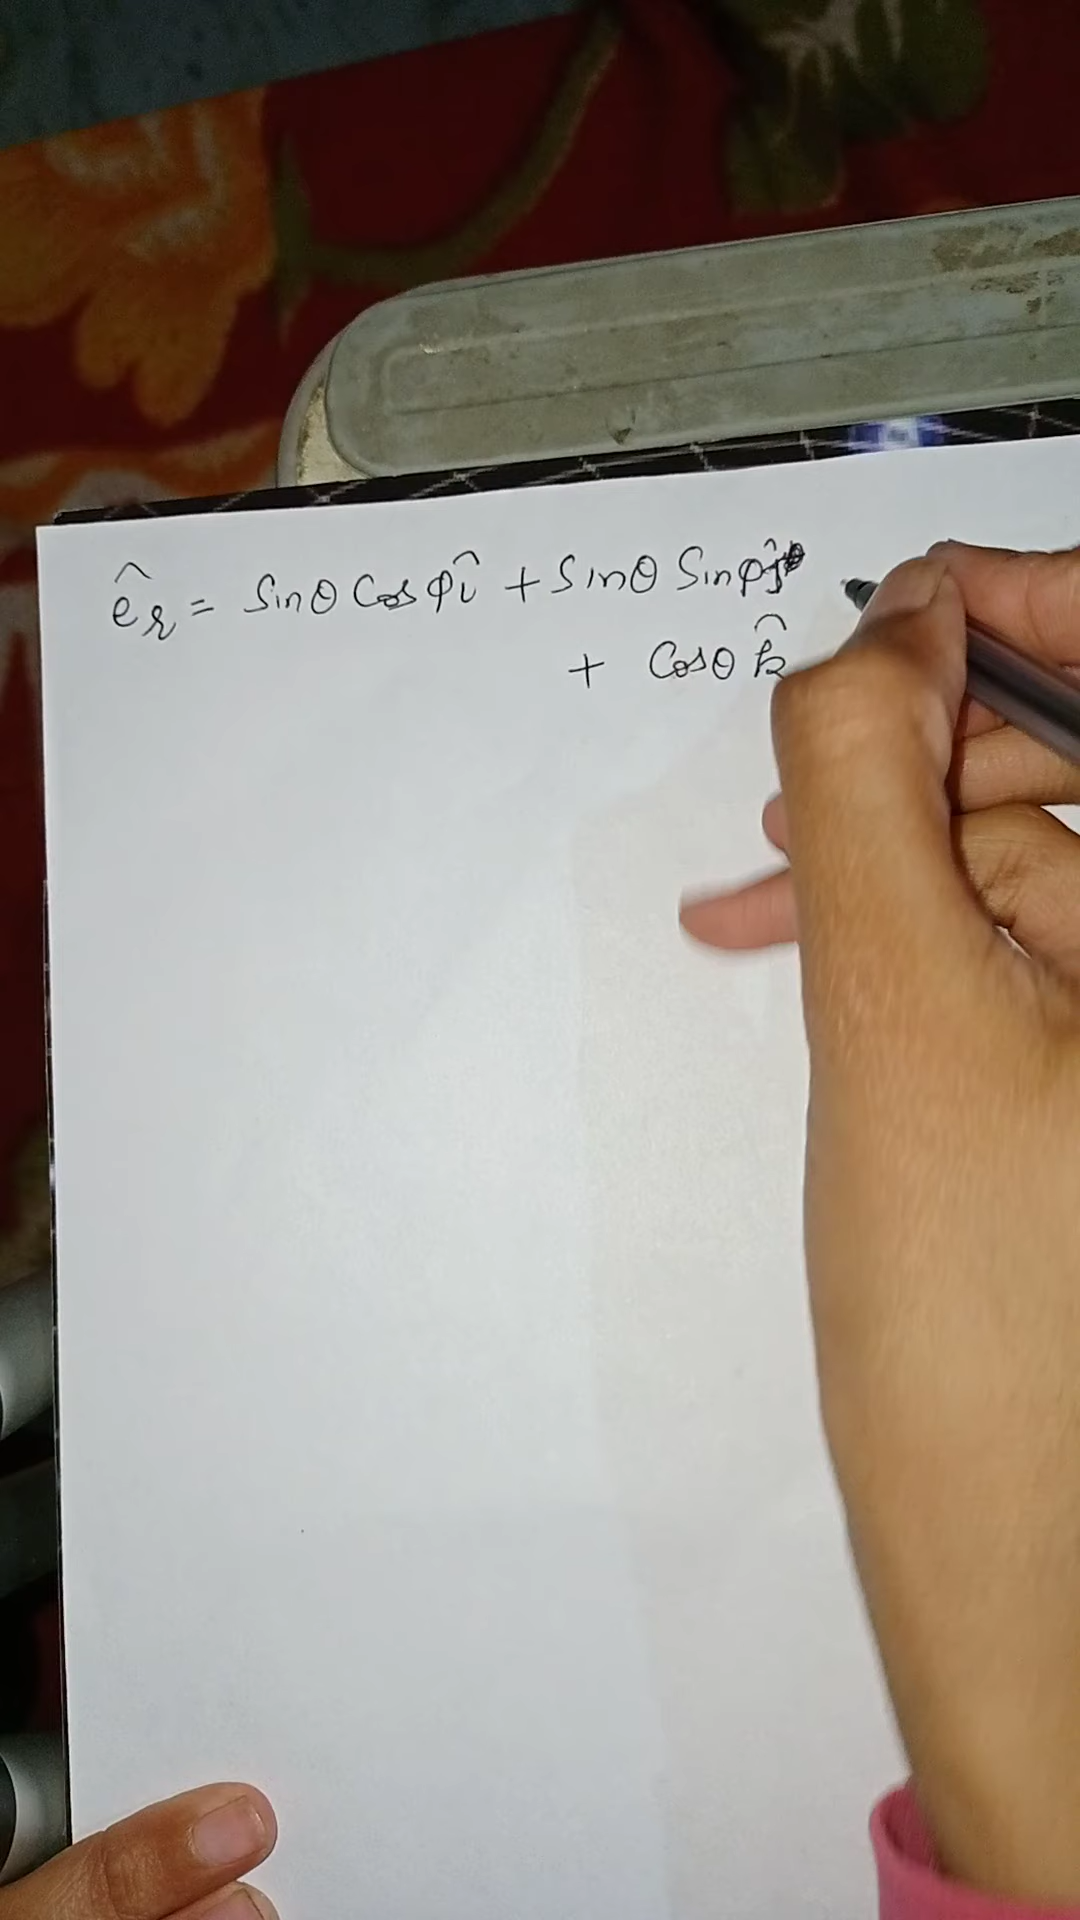 ê_r = Sinθ Cosφ î + Sinθ Sinφ ĵ
+ Cosθ k̂